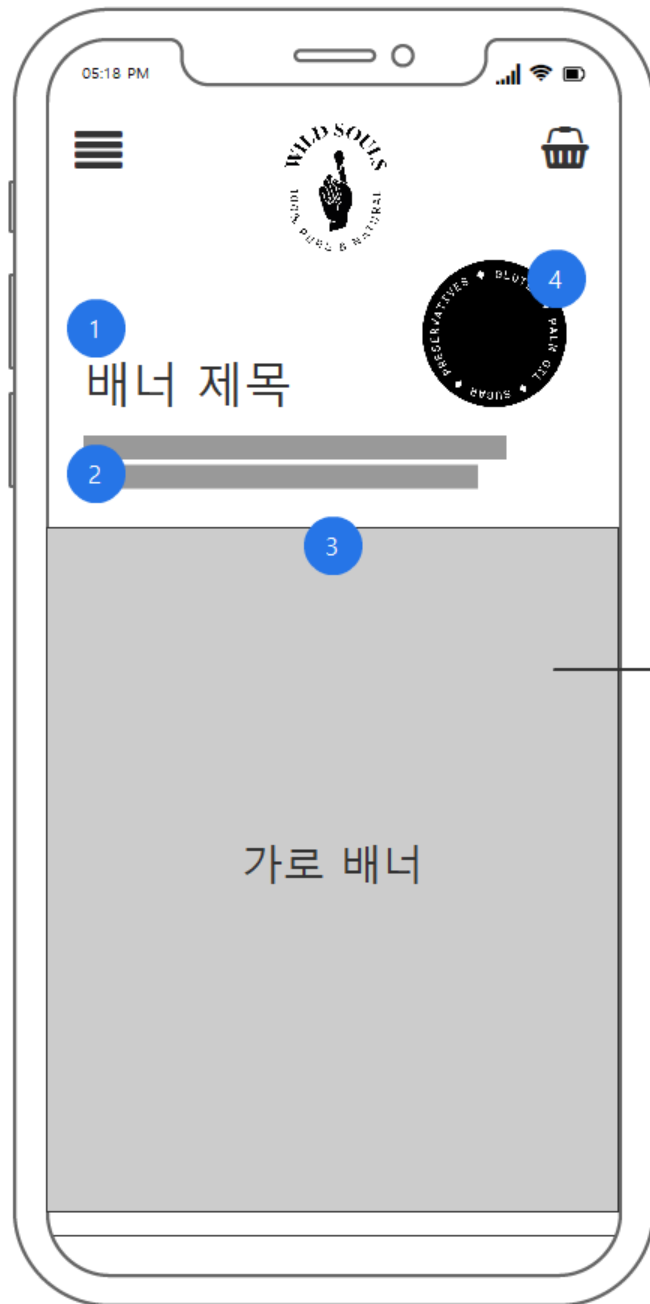 05:18 PM
WILD SOULS
100% PURE & NATURAL
1
4
PRESERVATIVES ◆ GLUTEN ◆ PALM OIL ◆ SUGAR ◆
배너 제목
2
3
가로 배너